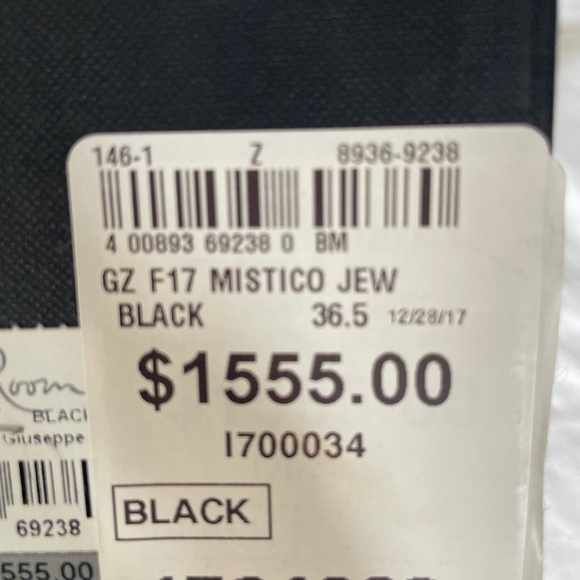 146-1 Z 8936-9238
4 00893 69238 0 BM
GZ F17 MISTICO JEW
BLACK 36.5 12/28/17
$1555.00
I700034
BLACK
Room
BLACK
Giuseppe
69238
555.00